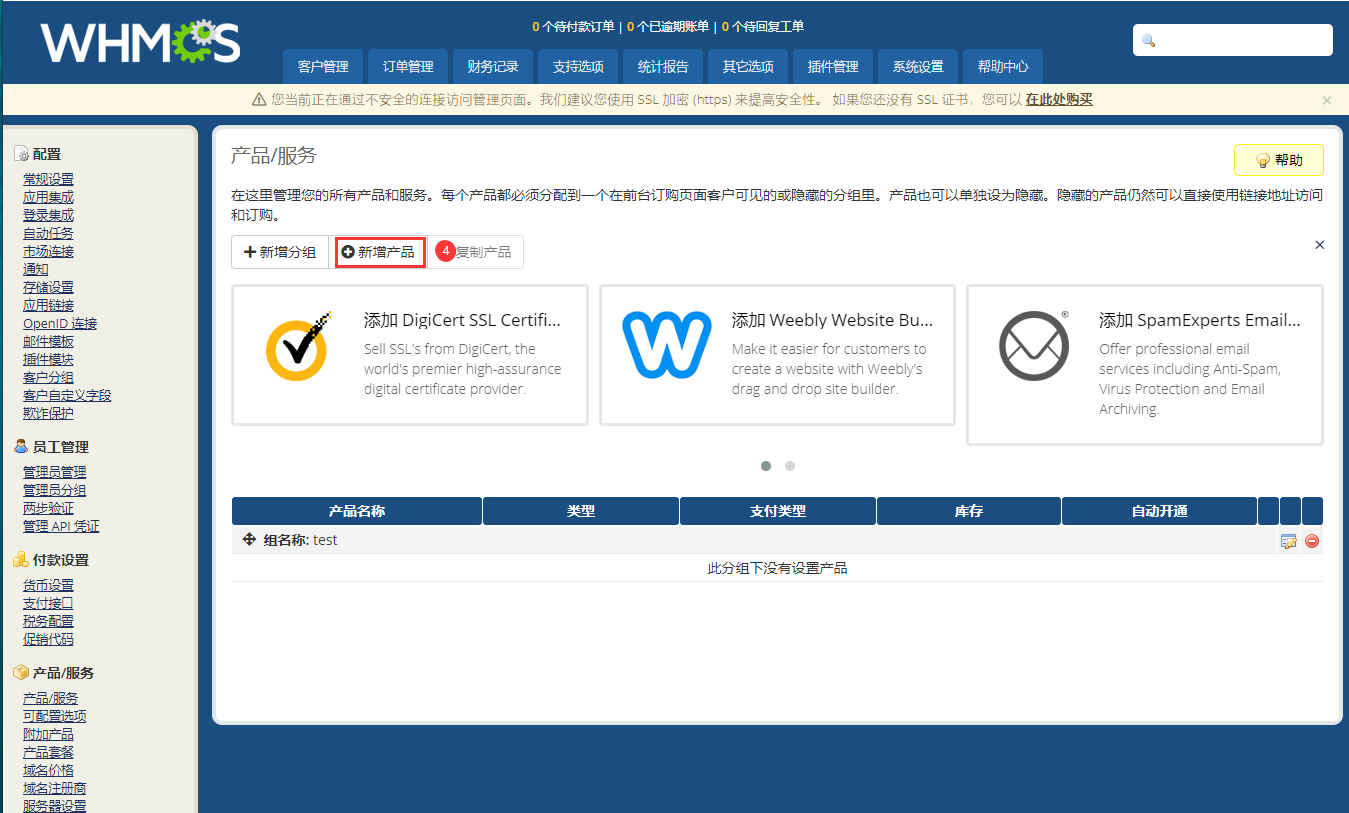 WHMCS
0 个待付款订单 | 0 个已逾期账单 | 0 个待回复工单
客户管理 订单管理 财务记录 支持选项 统计报告 其它选项 插件管理 系统设置 帮助中心
您当前正在通过不安全的连接访问管理页面。我们建议您使用 SSL 加密 (https) 来提高安全性。 如果您还没有 SSL 证书，您可以 在此处购买
×
配置
常规设置
应用集成
登录集成
自动任务
市场连接
通知
存储设置
应用链接
OpenID 连接
邮件模板
插件模块
客户分组
客户自定义字段
欺诈保护
员工管理
管理员管理
管理员分组
两步验证
管理 API 凭证
付款设置
货币设置
支付接口
税务配置
促销代码
产品/服务
产品/服务
可配置选项
附加产品
产品套餐
域名价格
域名注册商
服务器设置
产品/服务
帮助
在这里管理您的所有产品和服务。每个产品都必须分配到一个在前台订购页面客户可见的或隐藏的分组里。产品也可以单独设为隐藏。隐藏的产品仍然可以直接使用链接地址访问
和订购。
新增分组 新增产品 4 复制产品
×
添加 DigiCert SSL Certifi...
Sell SSL's from DigiCert, the
world's premier high-assurance
digital certificate provider.
添加 Weebly Website Bu...
Make it easier for customers to
create a website with Weebly's
drag and drop site builder.
添加 SpamExperts Email...
Offer professional email
services including Anti-Spam,
Virus Protection and Email
Archiving.
产品名称 类型 支付类型 库存 自动开通
组名称: test
此分组下没有设置产品